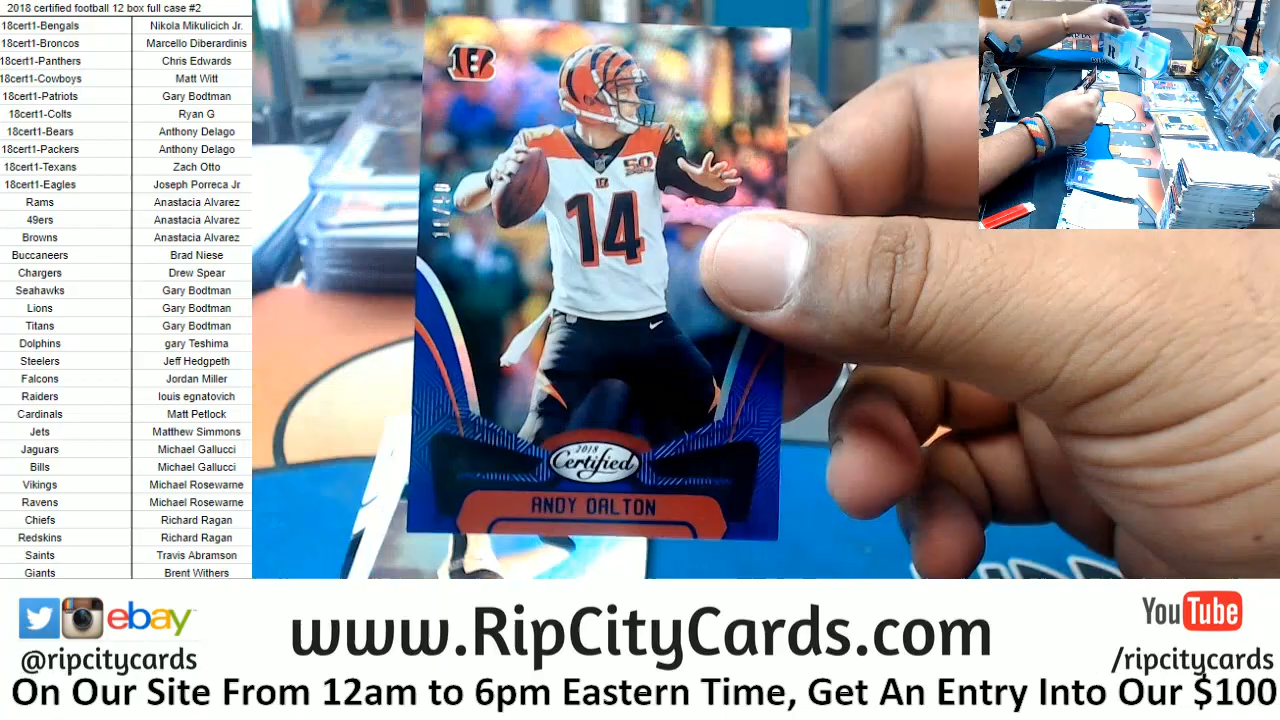 2018 certified football 12 box full case #2
18cert1-Bengals Nikola Mikulicich Jr.
18cert1-Broncos Marcello Diberardinis
18cert1-Panthers Chris Edwards
18cert1-Cowboys Matt Witt
18cert1-Patriots Gary Bodtman
18cert1-Colts Ryan G
18cert1-Bears Anthony Delago
18cert1-Packers Anthony Delago
18cert1-Texans Zach Otto
18cert1-Eagles Joseph Porreca Jr
Rams Anastacia Alvarez
49ers Anastacia Alvarez
Browns Anastacia Alvarez
Buccaneers Brad Niese
Chargers Drew Spear
Seahawks Gary Bodtman
Lions Gary Bodtman
Titans Gary Bodtman
Dolphins gary Teshima
Steelers Jeff Hedgpeth
Falcons Jordan Miller
Raiders louis egnatovich
Cardinals Matt Petlock
Jets Matthew Simmons
Jaguars Michael Gallucci
Bills Michael Gallucci
Vikings Michael Rosewarne
Ravens Michael Rosewarne
Chiefs Richard Ragan
Redskins Richard Ragan
Saints Travis Abramson
Giants Brent Withers
B
50
14
2018
Certified
ANDY DALTON
R L
ebay
@ripcitycards
www.RipCityCards.com
YouTube
/ripcitycards
On Our Site From 12am to 6pm Eastern Time, Get An Entry Into Our $100